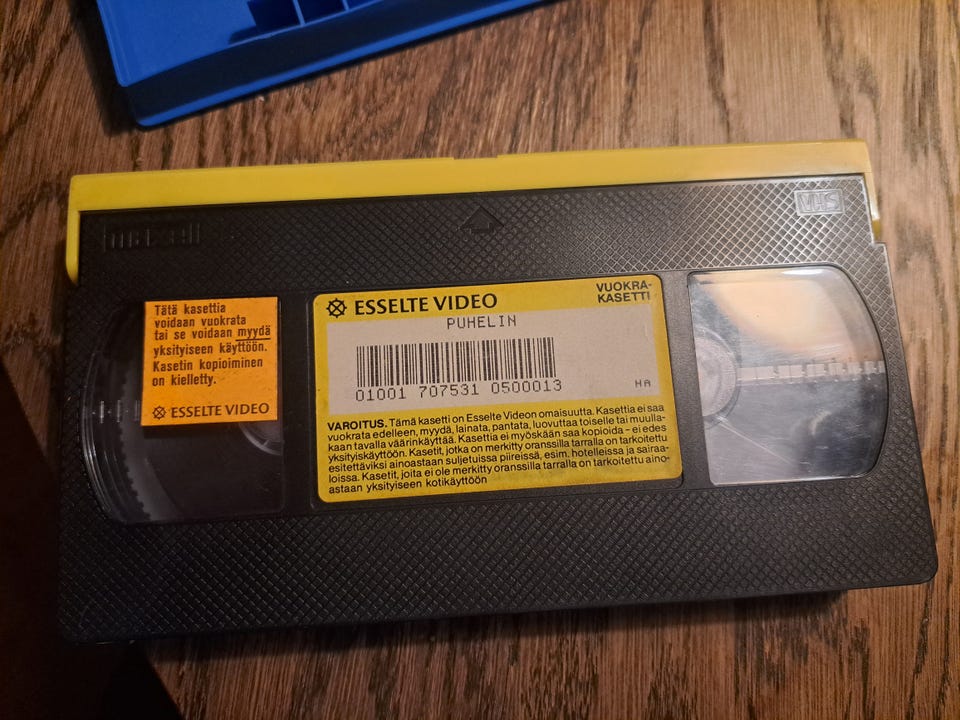 maxell
VHS
Tätä kasettia
voidaan vuokrata
tai se voidaan myydä
yksityiseen käyttöön.
Kasetin kopioiminen
on kielletty.
ESSELTE VIDEO
ESSELTE VIDEO
VUOKRA-
KASETTI
PUHELIN
01001 707531 0500013
HA
VAROITUS. Tämä kasetti on Esselte Videon omaisuutta. Kasettia ei saa
vuokrata edelleen, myydä, lainata, pantata, luovuttaa toiselle tai muulla-
kaan tavalla väärinkäyttää. Kasettia ei myöskään saa kopioida - ei edes
yksityiskäyttöön. Kasetit, jotka on merkitty oranssilla tarralla on tarkoitettu
esitettäviksi ainoastaan suljetuissa piireissä, esim. hotelleissa ja sairaa-
loissa. Kasetit, joita ei ole merkitty oranssilla tarralla on tarkoitettu aino-
astaan yksityiseen kotikäyttöön